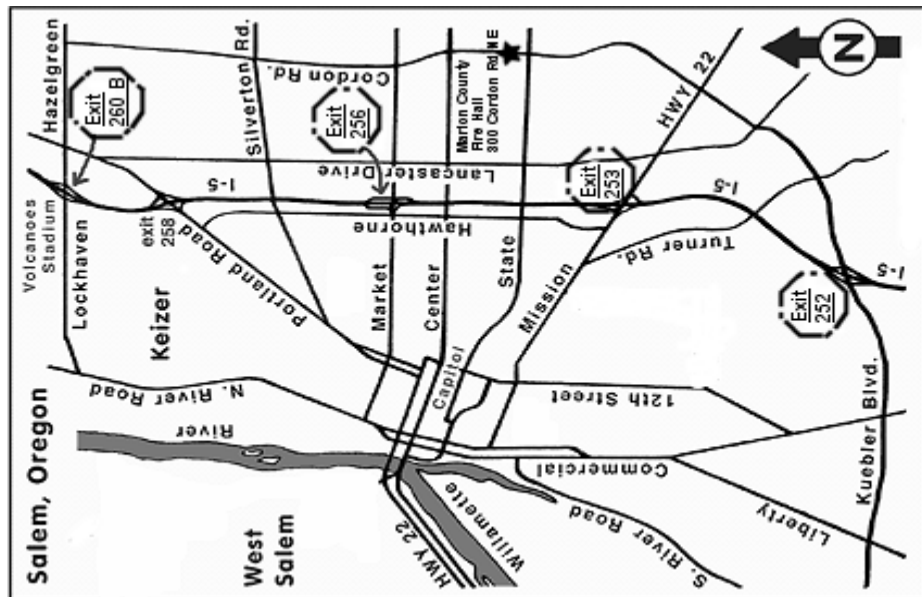 Salem, Oregon
Hazelgreen
Exit
260 B
Volcanoes
Stadium
Lockhaven
Keizer
I-5
exit
258
Portland Road
N. River Road
River
West
Salem
HWY 22
Willamette
Silverton Rd.
Cordon Rd.
Exit
256
Lancaster
Drive
Hawthorne
Market
Center
Capitol
State
Mission
Marion County
Fire Hall
300 Cordon Rd NE
HWY 22
N
Exit
253
I-5
Turner Rd.
Exit
252
I-5
12th Street
Commercial
S. River Road
Liberty
Kuebler Blvd.